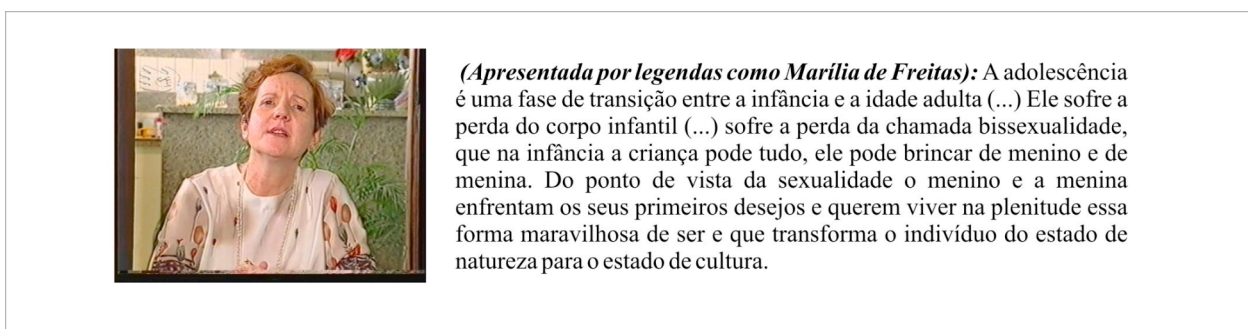 (Apresentada por legendas como Marília de Freitas): A adolescência
é uma fase de transição entre a infância e a idade adulta (...) Ele sofre a
perda do corpo infantil (...) sofre a perda da chamada bissexualidade,
que na infância a criança pode tudo, ele pode brincar de menino e de
menina. Do ponto de vista da sexualidade o menino e a menina
enfrentam os seus primeiros desejos e querem viver na plenitude essa
forma maravilhosa de ser e que transforma o indivíduo do estado de
natureza para o estado de cultura.